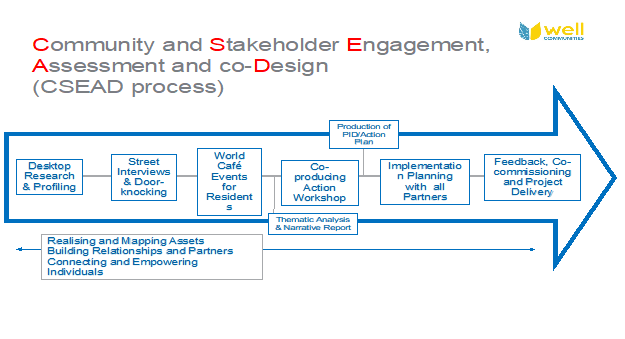 well
COMMUNITIES
Community and Stakeholder Engagement,
Assessment and co-Design
(CSEAD process)
Production of
PID/Action
Plan
Desktop
Research
& Profiling
Street
Interviews
& Door-
knocking
World
Café
Events
for
Resident
s
Co-
producing
Action
Workshop
Implementatio
n Planning
with all
Partners
Feedback, Co-
commissioning
and Project
Delivery
Thematic Analysis
& Narrative Report
Realising and Mapping Assets
Building Relationships and Partners
Connecting and Empowering
Individuals